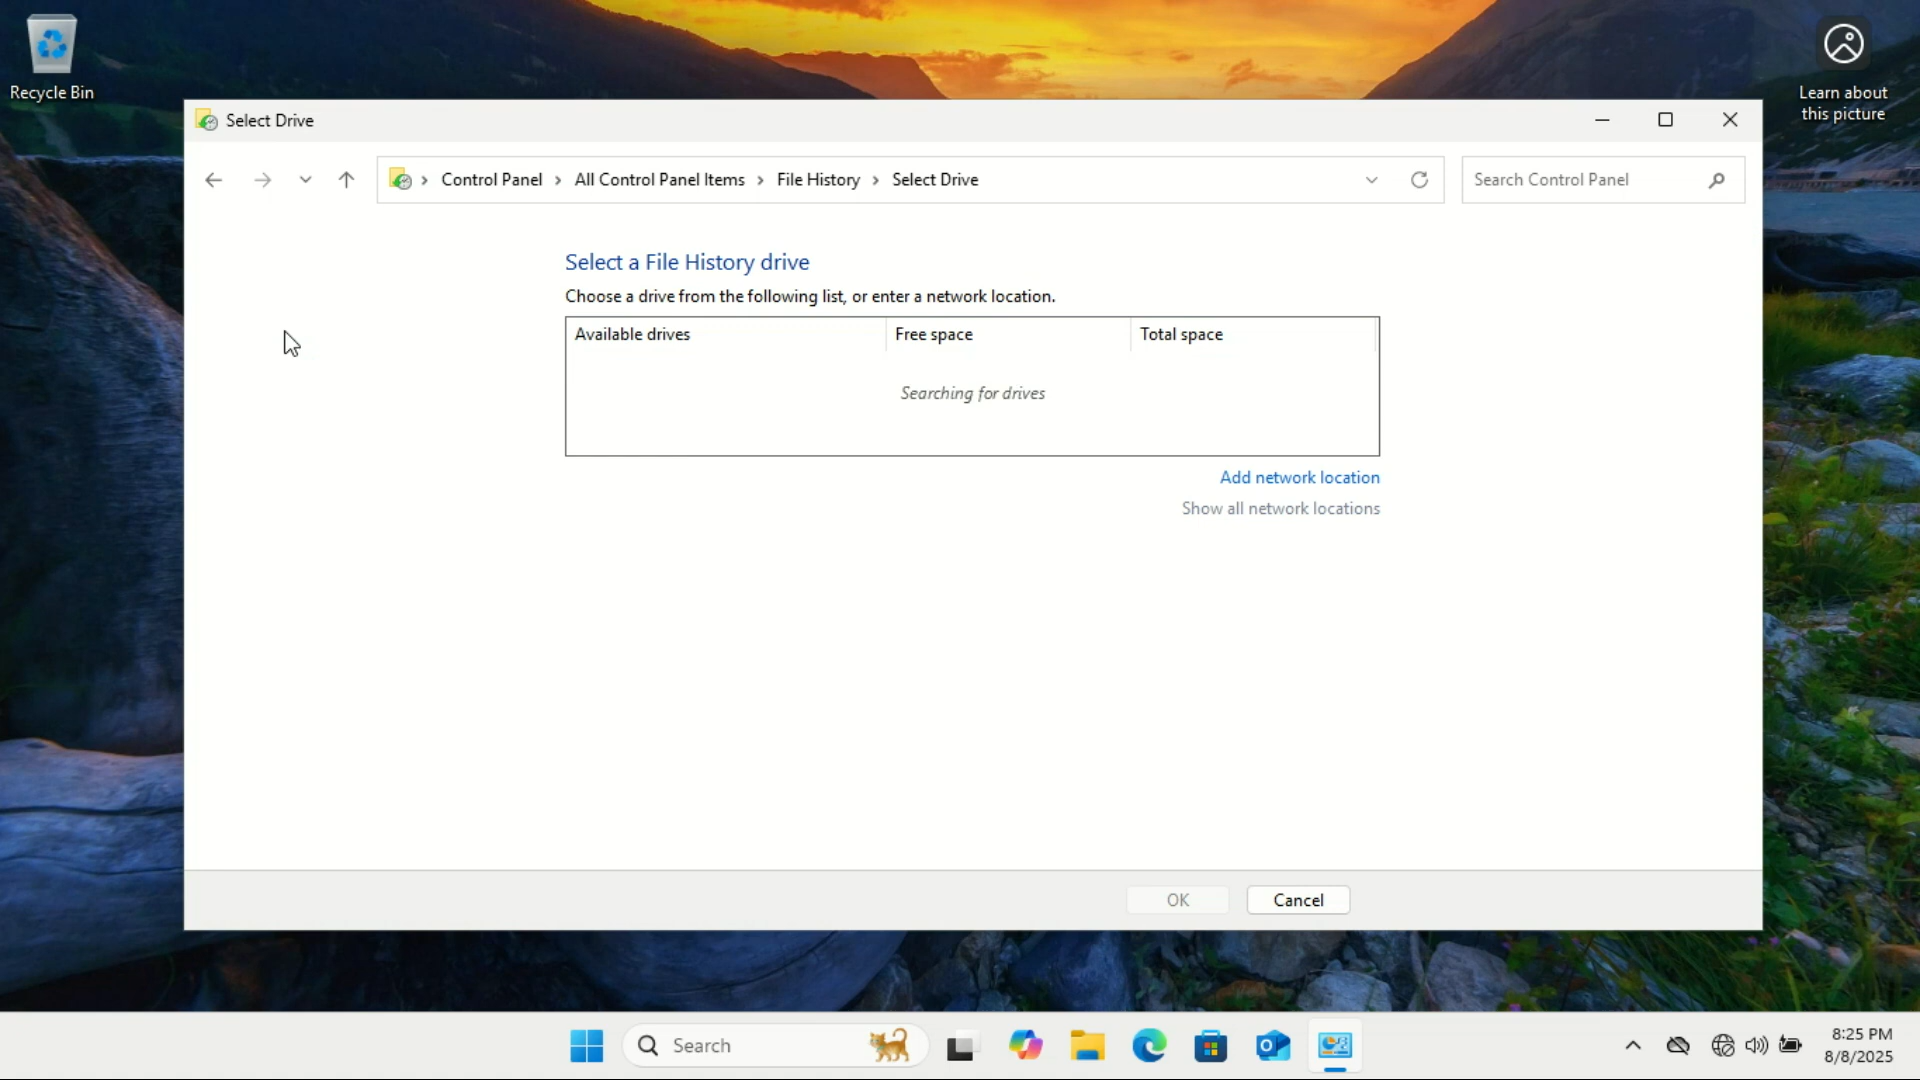 Recycle Bin
Learn about
this picture
Select Drive
Control Panel > All Control Panel Items > File History > Select Drive
Search Control Panel
Select a File History drive
Choose a drive from the following list, or enter a network location.
Available drives Free space Total space
Searching for drives
Add network location
Show all network locations
OK Cancel
Search
8:25 PM
8/8/2025